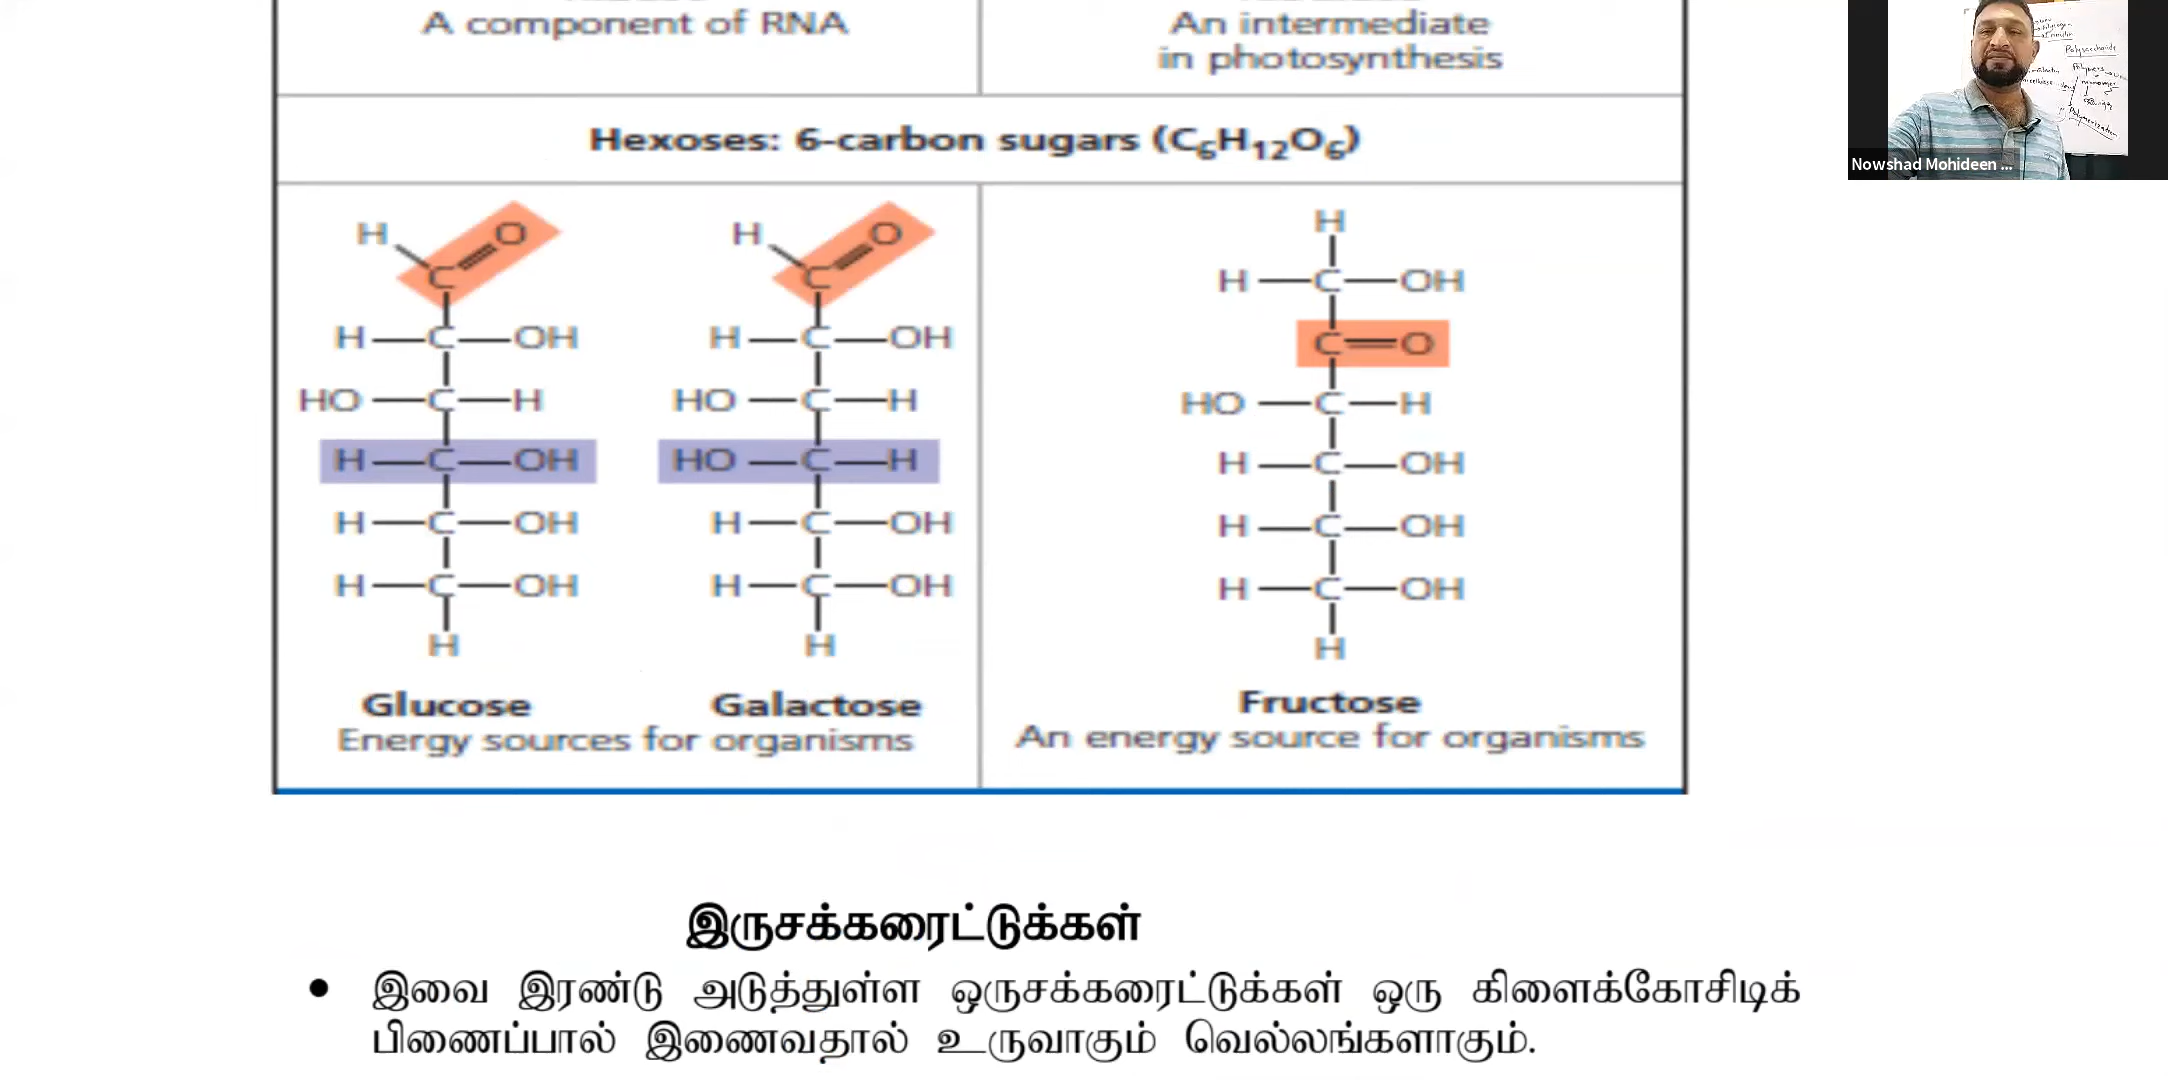 A component of RNA
An intermediate
in photosynthesis
Hexoses: 6-carbon sugars (C₆H₁₂O₆)
H C=O
H—C—OH
HO—C—H
H—C—OH
H—C—OH
H—C—OH
H
Glucose
H C=O
H—C—OH
HO—C—H
HO—C—H
H—C—OH
H—C—OH
H
Galactose
Energy sources for organisms
H
H—C—OH
C=O
HO—C—H
H—C—OH
H—C—OH
H—C—OH
H
Fructose
An energy source for organisms
Polysaccharide
Polymerization
Nowshad Mohideen ...
இருசக்கரைட்டுக்கள்
• இவை இரண்டு அடுத்துள்ள ஒருசக்கரைட்டுக்கள் ஒரு கிளைக்கோசிடிக்
பிணைப்பால் இணைவதால் உருவாகும் வெல்லங்களாகும்.